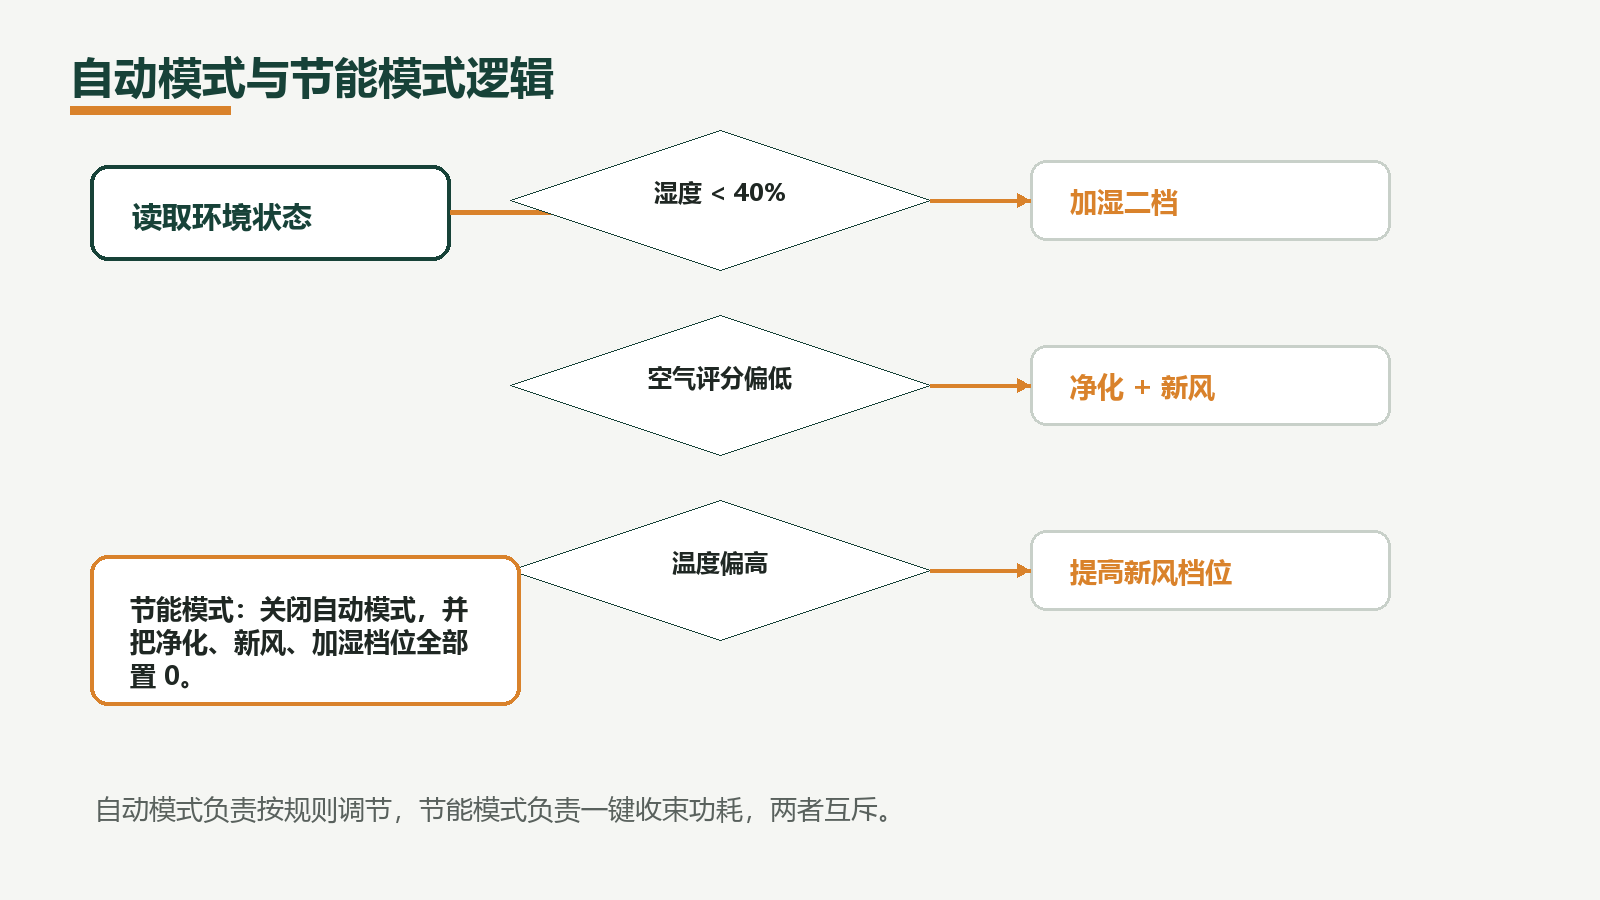 自动模式与节能模式逻辑
读取环境状态
湿度 < 40%
加湿二档
空气评分偏低
净化 + 新风
温度偏高
提高新风档位
节能模式：关闭自动模式，并
把净化、新风、加湿档位全部
置 0。
自动模式负责按规则调节，节能模式负责一键收束功耗，两者互斥。